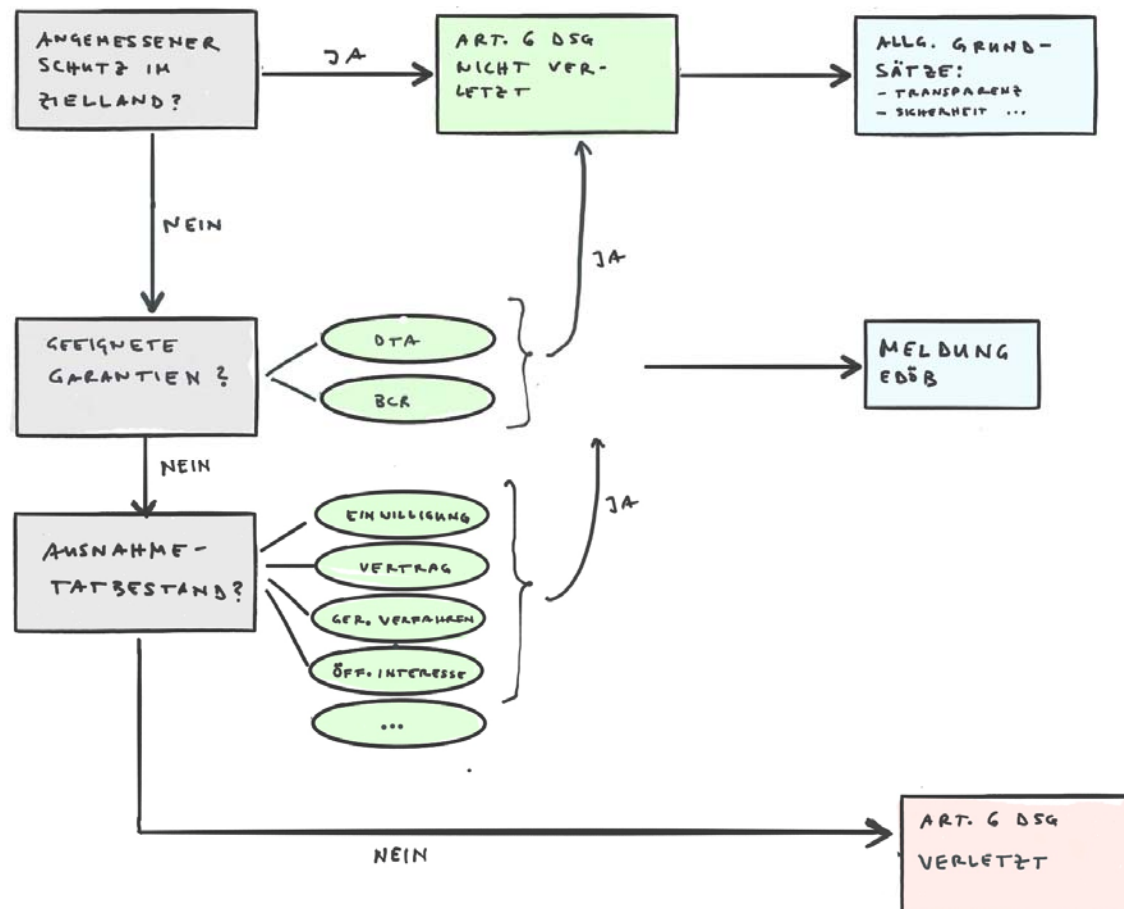 ANGEMESSENER
SCHUTZ IM
ZIELLAND?
JA
ART. 6 DSG
NICHT VER-
LETZT
ALLG. GRUND-
SÄTZE:
- TRANSPARENZ
- SICHERHEIT ...
NEIN
JA
GEEIGNETE
GARANTIEN?
DTA
BCR
MELDUNG
EDÖB
NEIN
JA
AUSNAHME-
TATBESTAND?
EINWILLIGUNG
VERTRAG
GER. VERFAHREN
ÖFF. INTERESSE
...
NEIN
ART. 6 DSG
VERLETZT